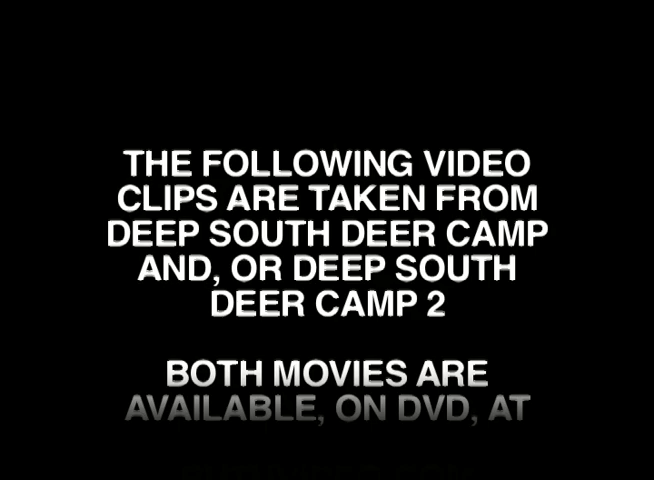 THE FOLLOWING VIDEO
CLIPS ARE TAKEN FROM
DEEP SOUTH DEER CAMP
AND, OR DEEP SOUTH
DEER CAMP 2
BOTH MOVIES ARE
AVAILABLE, ON DVD, AT